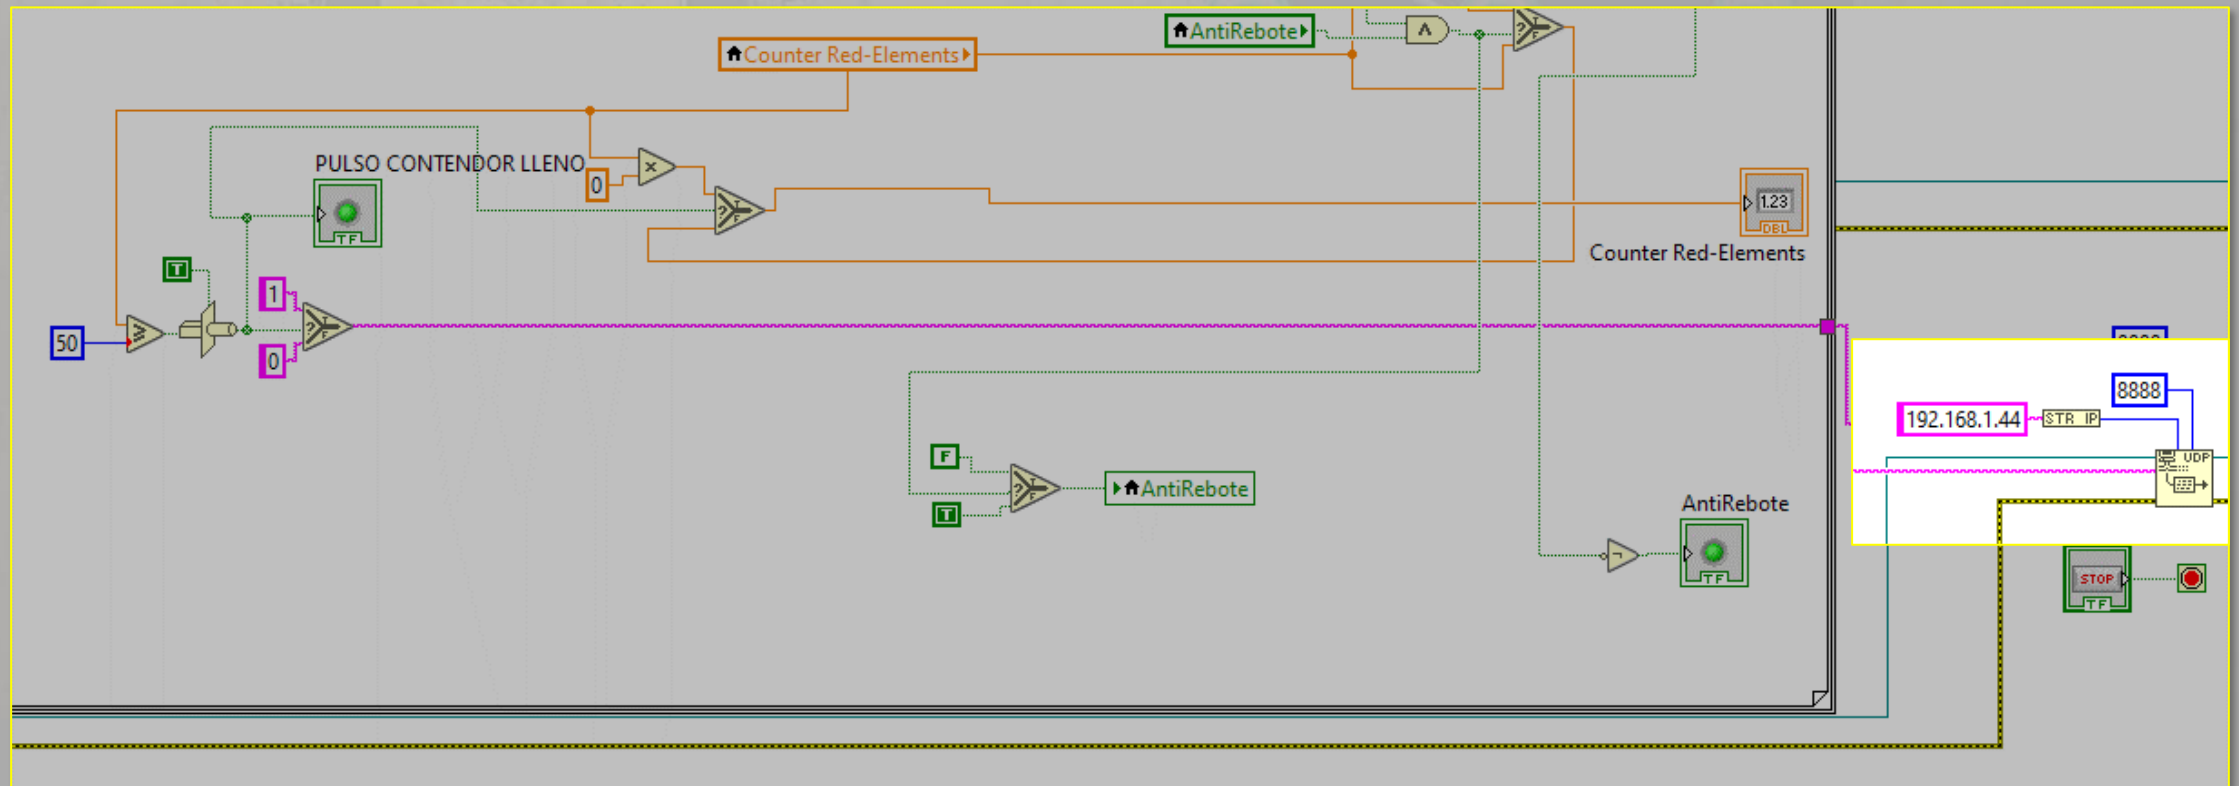 AntiRebote
Counter Red-Elements
PULSO CONTENDOR LLENO
0
TF
T
1
0
50
1.23
DBL
Counter Red-Elements
8888
192.168.1.44
STR IP
UDP
F
T
AntiRebote
AntiRebote
TF
STOP
TF